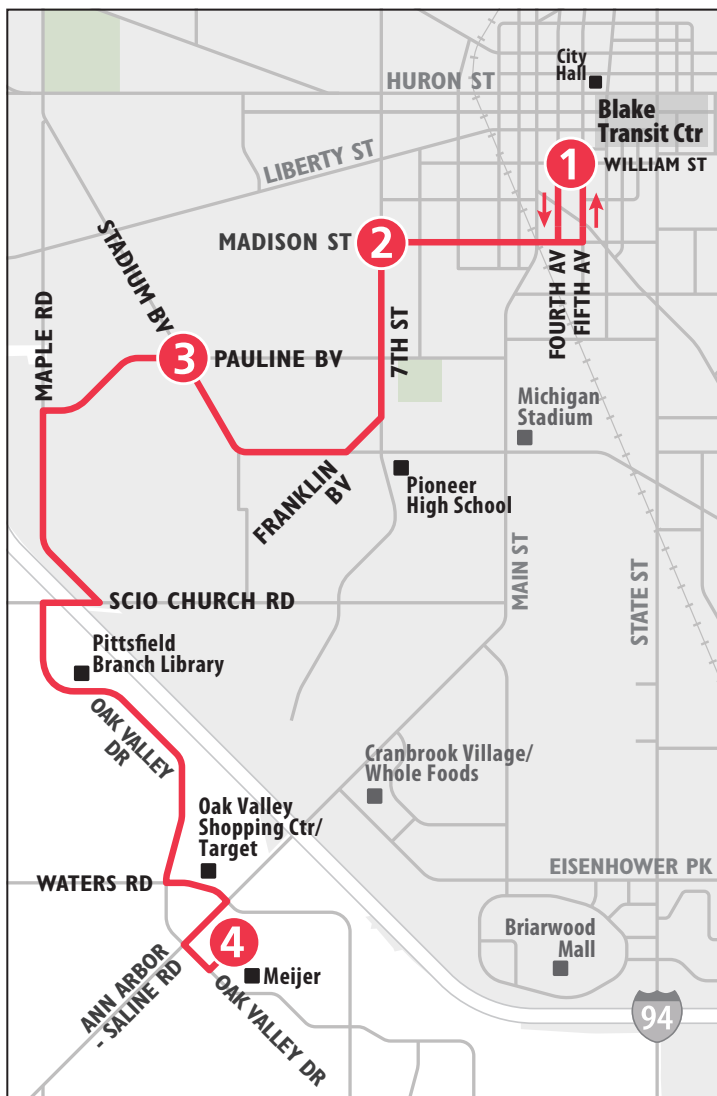 City
Hall
HURON ST
Blake
Transit Ctr
1
WILLIAM ST
LIBERTY ST
STADIUM BV
MADISON ST
2
FOURTH AV
FIFTH AV
MAPLE RD
3
PAULINE BV
7TH ST
Michigan
Stadium
FRANKLIN
BV
Pioneer
High School
MAIN ST
STATE ST
SCIO CHURCH RD
Pittsfield
Branch Library
OAK VALLEY
DR
Cranbrook Village/
Whole Foods
Oak Valley
Shopping Ctr/
Target
WATERS RD
EISENHOWER PK
4
Briarwood
Mall
ANN ARBOR
- SALINE RD
Meijer
OAK VALLEY DR
94